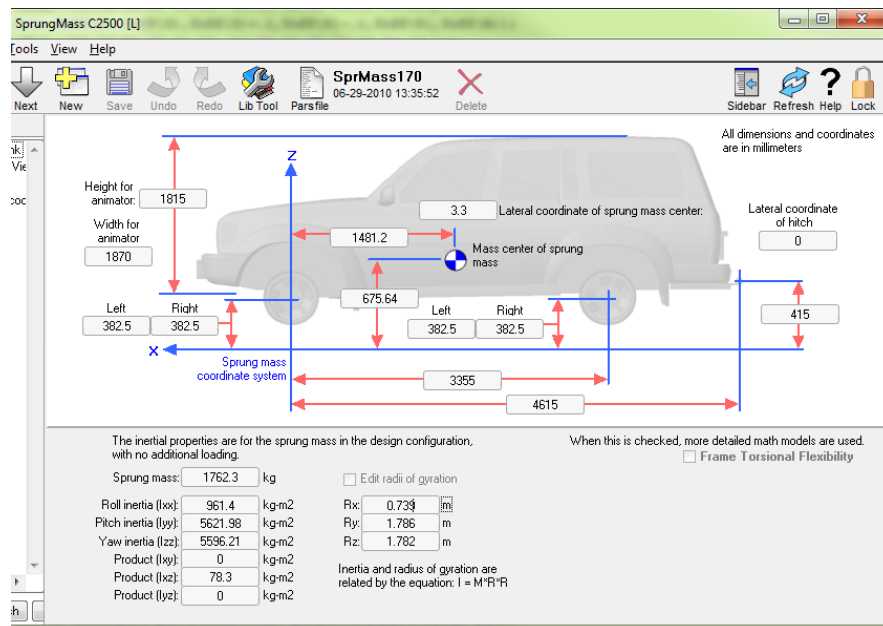 SprungMass C2500 [L]
Tools View Help
Next New Save Undo Redo Lib Tool Parsfile SprMass170 06-29-2010 13:35:52 Delete Sidebar Refresh Help Lock
All dimensions and coordinates
are in millimeters
Z
Height for
animator: 1815
Width for
animator
1870
3.3 Lateral coordinate of sprung mass center:
Lateral coordinate
of hitch
0
1481.2
Mass center of sprung
mass
675.64
Left Right
382.5 382.5
Left Right
382.5 382.5
415
X
Sprung mass
coordinate system
3355
4615
The inertial properties are for the sprung mass in the design configuration,
with no additional loading.
When this is checked, more detailed math models are used.
Frame Torsional Flexibility
Sprung mass: 1762.3 kg
Edit radii of gyration
Roll inertia (Ixx): 961.4 kg-m2
Rx: 0.739 m
Pitch inertia (Iyy): 5621.98 kg-m2
Ry: 1.786 m
Yaw inertia (Izz): 5596.21 kg-m2
Rz: 1.782 m
Product (Ixy): 0 kg-m2
Product (Ixz): 78.3 kg-m2
Product (Iyz): 0 kg-m2
Inertia and radius of gyration are
related by the equation: I = M*R*R